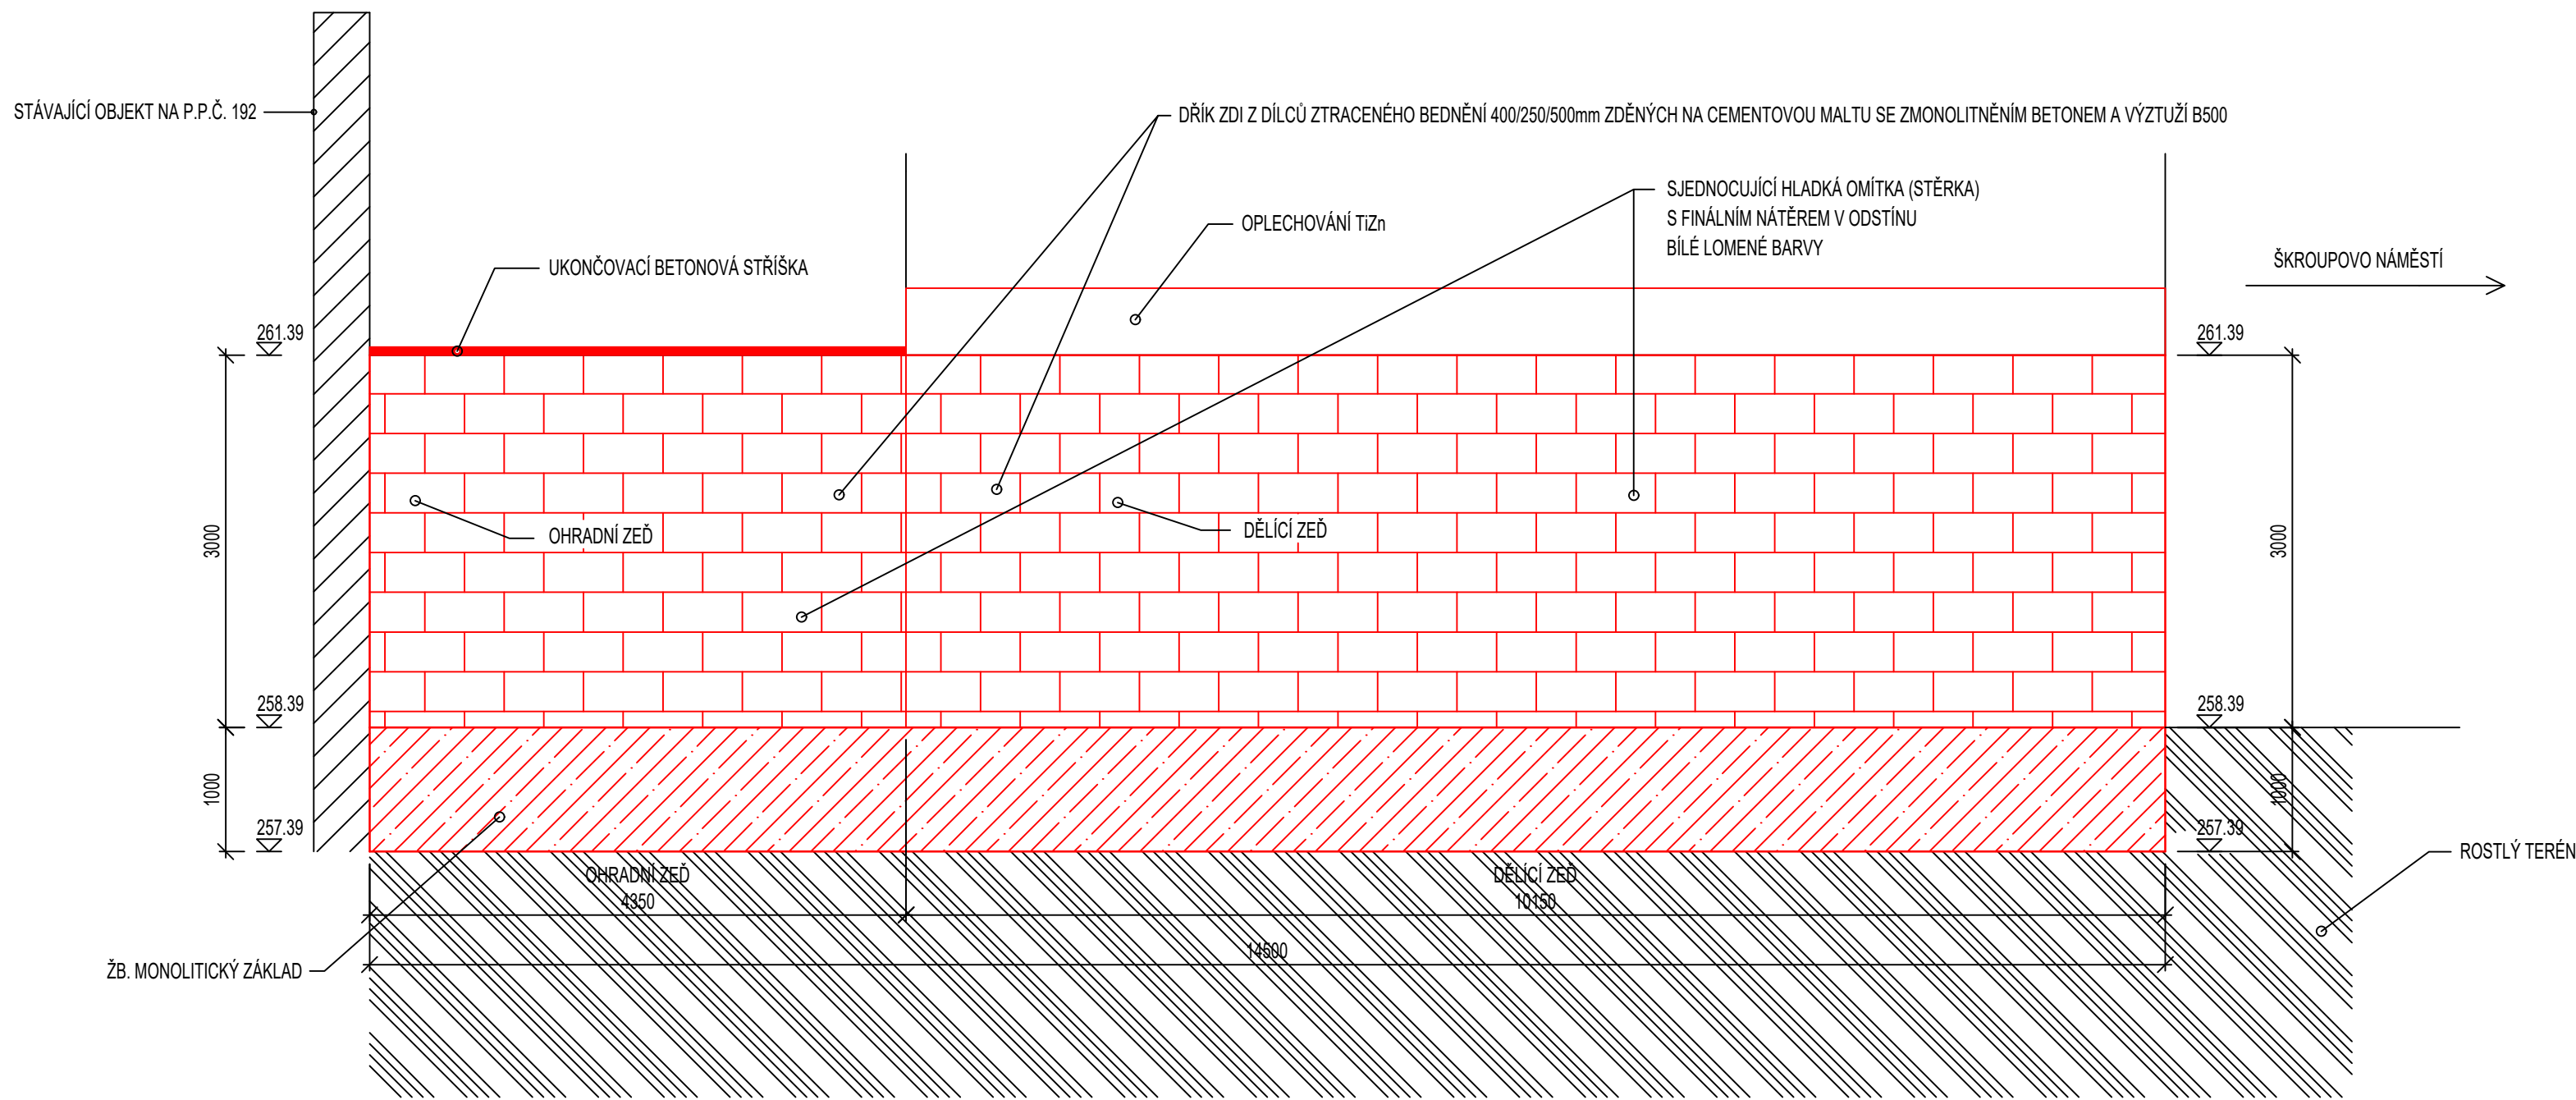 STÁVAJÍCÍ OBJEKT NA P.P.Č. 192
DŘÍK ZDI Z DÍLCŮ ZTRACENÉHO BEDNĚNÍ 400/250/500mm ZDĚNÝCH NA CEMENTOVOU MALTU SE ZMONOLITNĚNÍM BETONEM A VÝZTUŽÍ B500
SJEDNOCUJÍCÍ HLADKÁ OMÍTKA (STĚRKA)
S FINÁLNÍM NÁTĚREM V ODSTÍNU
BÍLÉ LOMENÉ BARVY
OPLECHOVÁNÍ TiZn
UKONČOVACÍ BETONOVÁ STŘÍŠKA
ŠKROUPOVO NÁMĚSTÍ
261.39
261.39
OHRADNÍ ZEĎ
DĚLÍCÍ ZEĎ
3000
3000
258.39
258.39
1000
1000
257.39
257.39
ROSTLÝ TERÉN
OHRADNÍ ZEĎ
4350
DĚLÍCÍ ZEĎ
10150
14500
ŽB. MONOLITICKÝ ZÁKLAD